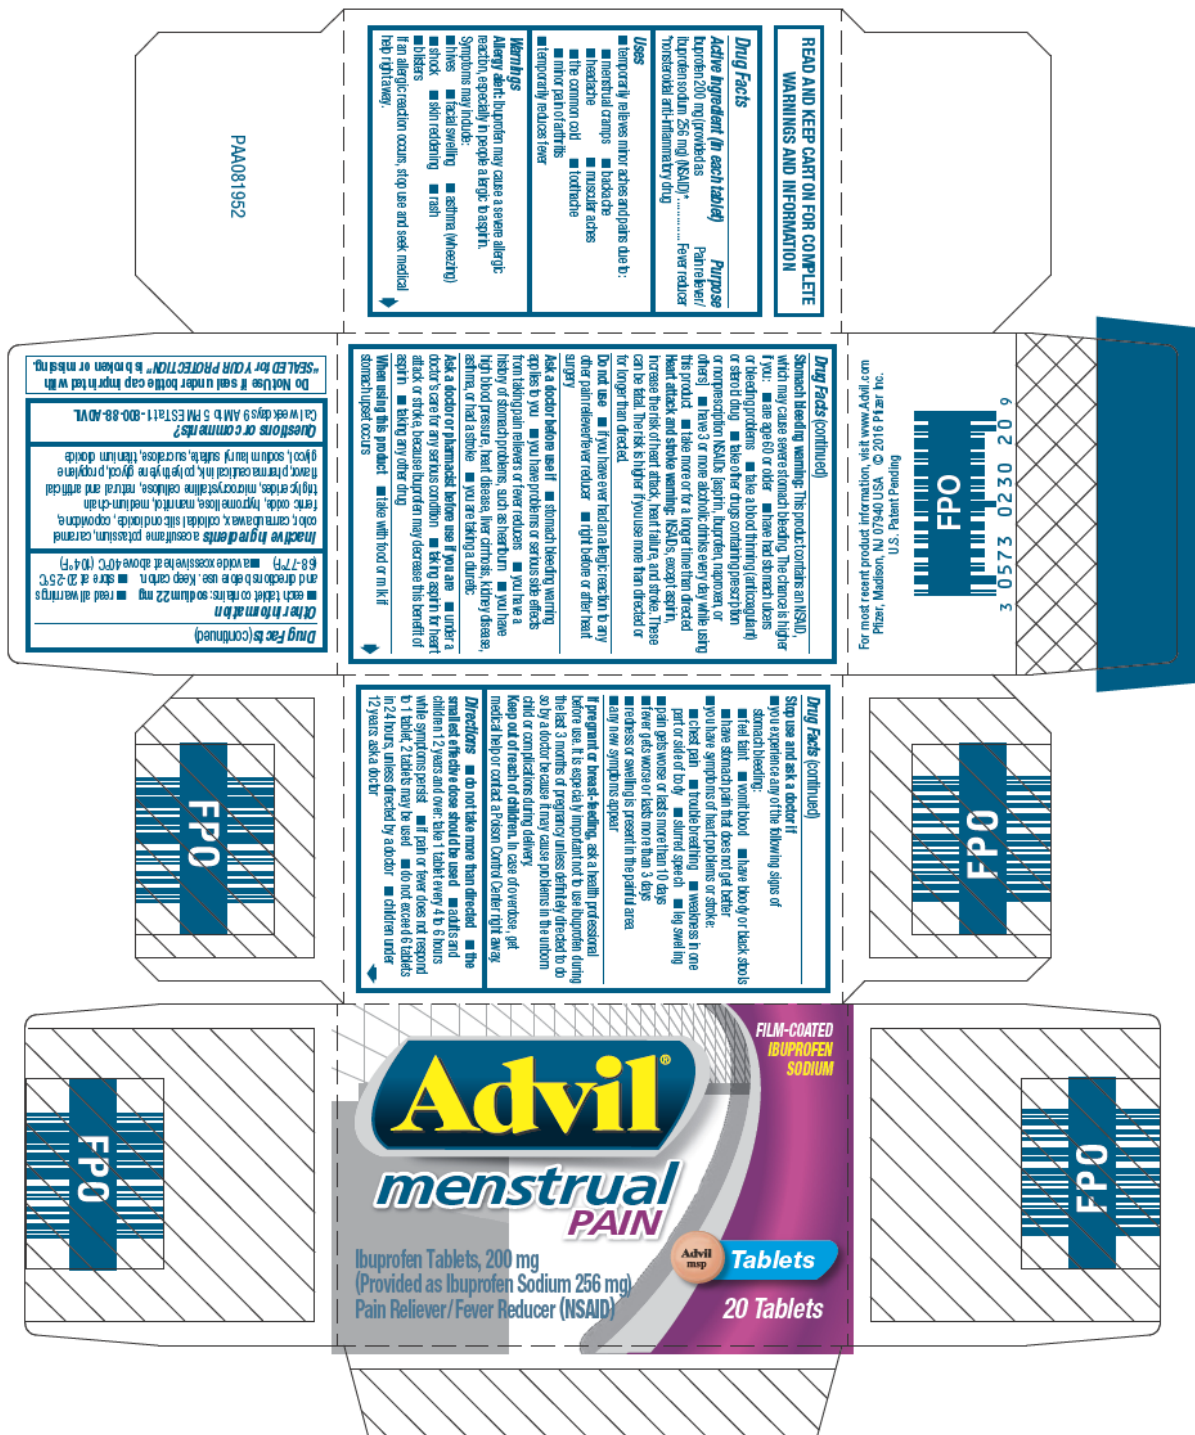 READ AND KEEP CARTON FOR COMPLETE
WARNINGS AND INFORMATION
Drug Facts
Active ingredient (in each tablet) Purpose
Ibuprofen 200 mg (provided as Pain reliever/
ibuprofen sodium 256 mg) (NSAID)* ............ Fever reducer
*nonsteroidal anti-inflammatory drug
Uses
■ temporarily relieves minor aches and pains due to:
■ menstrual cramps ■ backache
■ headache ■ muscular aches
■ the common cold ■ toothache
■ minor pain of arthritis
■ temporarily reduces fever
Warnings
Allergy alert: Ibuprofen may cause a severe allergic
reaction, especially in people allergic to aspirin.
Symptoms may include:
■ hives ■ facial swelling ■ asthma (wheezing)
■ shock ■ skin reddening ■ rash
■ blisters
If an allergic reaction occurs, stop use and seek medical
help right away.
PAA081952
Drug Facts (continued)
Stomach bleeding warning: This product contains an NSAID,
which may cause severe stomach bleeding. The chance is higher
if you: ■ are age 60 or older ■ have had stomach ulcers
or bleeding problems ■ take a blood thinning (anticoagulant)
or steroid drug ■ take other drugs containing prescription
or nonprescription NSAIDs [aspirin, ibuprofen, naproxen, or
others] ■ have 3 or more alcoholic drinks every day while using
this product ■ take more or for a longer time than directed
Heart attack and stroke warning: NSAIDs, except aspirin,
increase the risk of heart attack, heart failure, and stroke. These
can be fatal. The risk is higher if you use more than directed or
for longer than directed.
Do not use ■ if you have ever had an allergic reaction to any
other pain reliever/fever reducer ■ right before or after heart
surgery
Ask a doctor before use if ■ stomach bleeding warning
applies to you ■ you have problems or serious side effects
from taking pain relievers or fever reducers ■ you have a
history of stomach problems, such as heartburn ■ you have
high blood pressure, heart disease, liver cirrhosis, kidney disease,
asthma, or had a stroke ■ you are taking a diuretic
Ask a doctor or pharmacist before use if you are ■ under a
doctor's care for any serious condition ■ taking aspirin for heart
attack or stroke, because ibuprofen may decrease this benefit of
aspirin ■ taking any other drug
When using this product ■ take with food or milk if
stomach upset occurs
For most recent product information, visit www.Advil.com
Pfizer, Madison, NJ 07940 USA © 2016 Pfizer Inc.
U.S. Patent Pending
FPO
3 0573 0230 20 9
Drug Facts (continued)
Other information
■ each tablet contains: sodium 22 mg ■ read all warnings
and directions before use. Keep carton. ■ store at 20-25°C
(68-77°F) ■ avoid excessive heat above 40°C (104°F)
Inactive ingredients acesulfame potassium, caramel
color, carnauba wax, colloidal silicon dioxide, copovidone,
ferric oxide, hypromellose, mannitol, medium-chain
triglycerides, microcrystalline cellulose, natural and artificial
flavor, pharmaceutical ink, polyethylene glycol, propylene
glycol, sodium lauryl sulfate, sucralose, titanium dioxide
Questions or comments?
Call weekdays 9 AM to 5 PM EST at 1-800-88-ADVIL
Do Not Use if seal under bottle cap imprinted with
"SEALED for YOUR PROTECTION" is broken or missing.
Drug Facts (continued)
Stop use and ask a doctor if
■ you experience any of the following signs of
stomach bleeding:
■ feel faint ■ vomit blood ■ have bloody or black stools
■ have stomach pain that does not get better
■ you have symptoms of heart problems or stroke:
■ chest pain ■ trouble breathing ■ weakness in one
part or side of body ■ slurred speech ■ leg swelling
■ pain gets worse or lasts more than 10 days
■ fever gets worse or lasts more than 3 days
■ redness or swelling is present in the painful area
■ any new symptoms appear
If pregnant or breast-feeding, ask a health professional
before use. It is especially important not to use ibuprofen during
the last 3 months of pregnancy unless definitely directed to do
so by a doctor because it may cause problems in the unborn
child or complications during delivery.
Keep out of reach of children. In case of overdose, get
medical help or contact a Poison Control Center right away.
Directions ■ do not take more than directed ■ the
smallest effective dose should be used ■ adults and
children 12 years and over: take 1 tablet every 4 to 6 hours
while symptoms persist ■ if pain or fever does not respond
to 1 tablet, 2 tablets may be used ■ do not exceed 6 tablets
in 24 hours, unless directed by a doctor ■ children under
12 years: ask a doctor
FPO
FPO
FILM-COATED
IBUPROFEN
SODIUM
Advil®
menstrual
PAIN
Ibuprofen Tablets, 200 mg
(Provided as Ibuprofen Sodium 256 mg)
Pain Reliever/Fever Reducer (NSAID)
Advil
msp
Tablets
20 Tablets
FPO
FPO